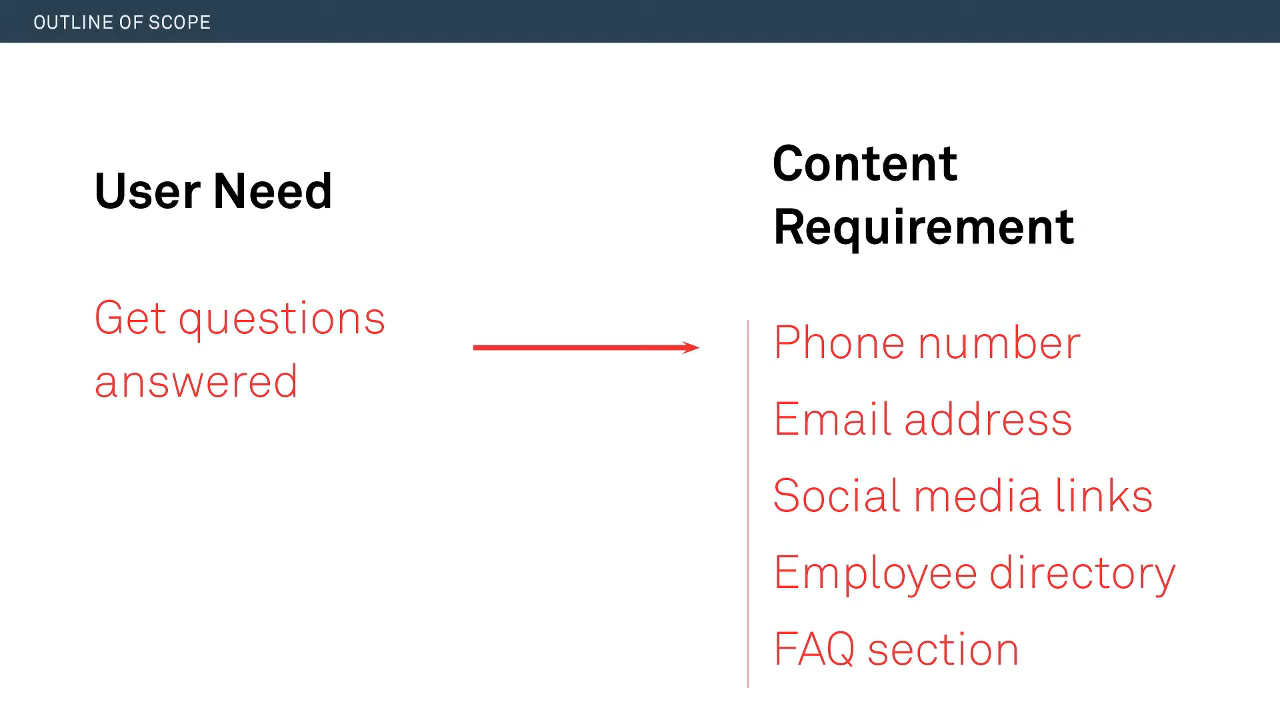 OUTLINE OF SCOPE
User Need
Get questions
answered
Content
Requirement
Phone number
Email address
Social media links
Employee directory
FAQ section